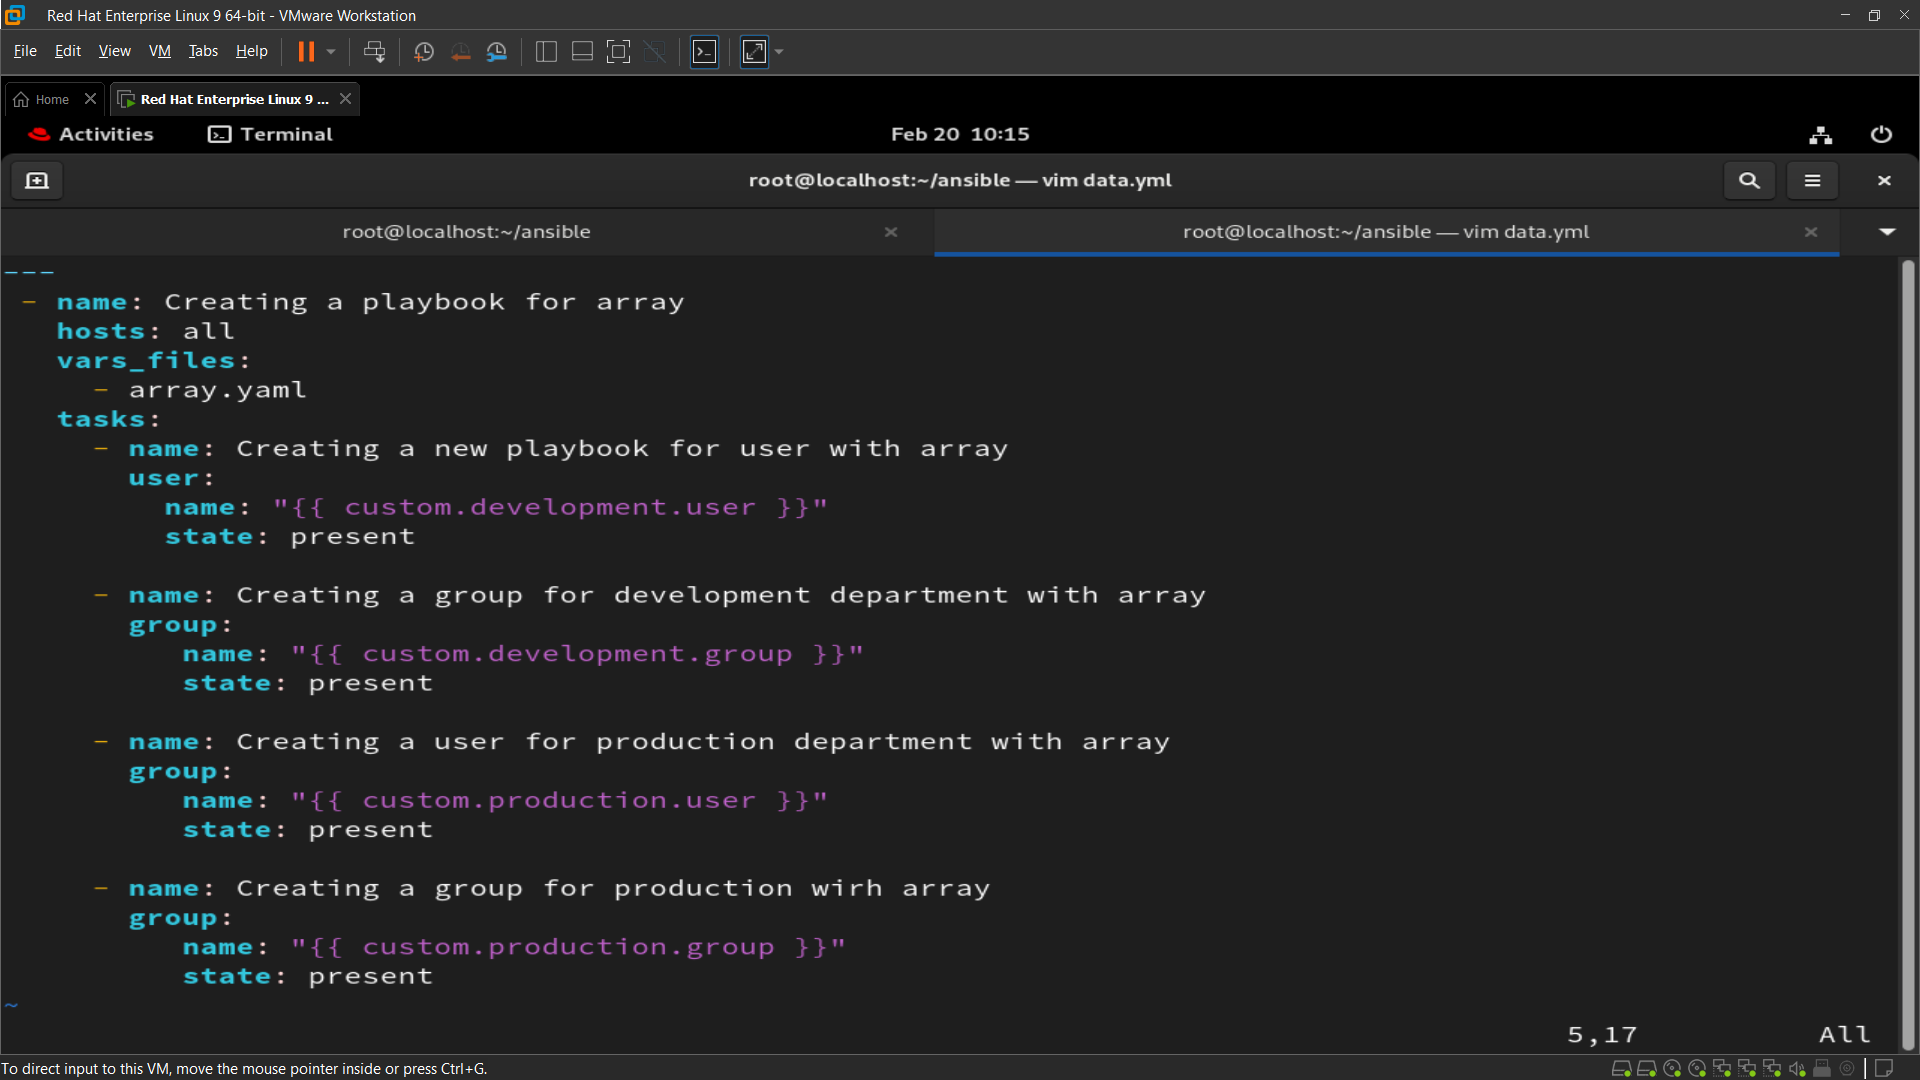 Red Hat Enterprise Linux 9 64-bit - VMware Workstation
File Edit View VM Tabs Help
Home Red Hat Enterprise Linux 9 ...
Activities Terminal Feb 20 10:15
root@localhost:~/ansible — vim data.yml
root@localhost:~/ansible root@localhost:~/ansible — vim data.yml
---
- name: Creating a playbook for array
hosts: all
vars_files:
- array.yaml
tasks:
- name: Creating a new playbook for user with array
user:
name: "{{ custom.development.user }}"
state: present
- name: Creating a group for development department with array
group:
name: "{{ custom.development.group }}"
state: present
- name: Creating a user for production department with array
group:
name: "{{ custom.production.user }}"
state: present
- name: Creating a group for production wirh array
group:
name: "{{ custom.production.group }}"
state: present
~
5,17 All
To direct input to this VM, move the mouse pointer inside or press Ctrl+G.